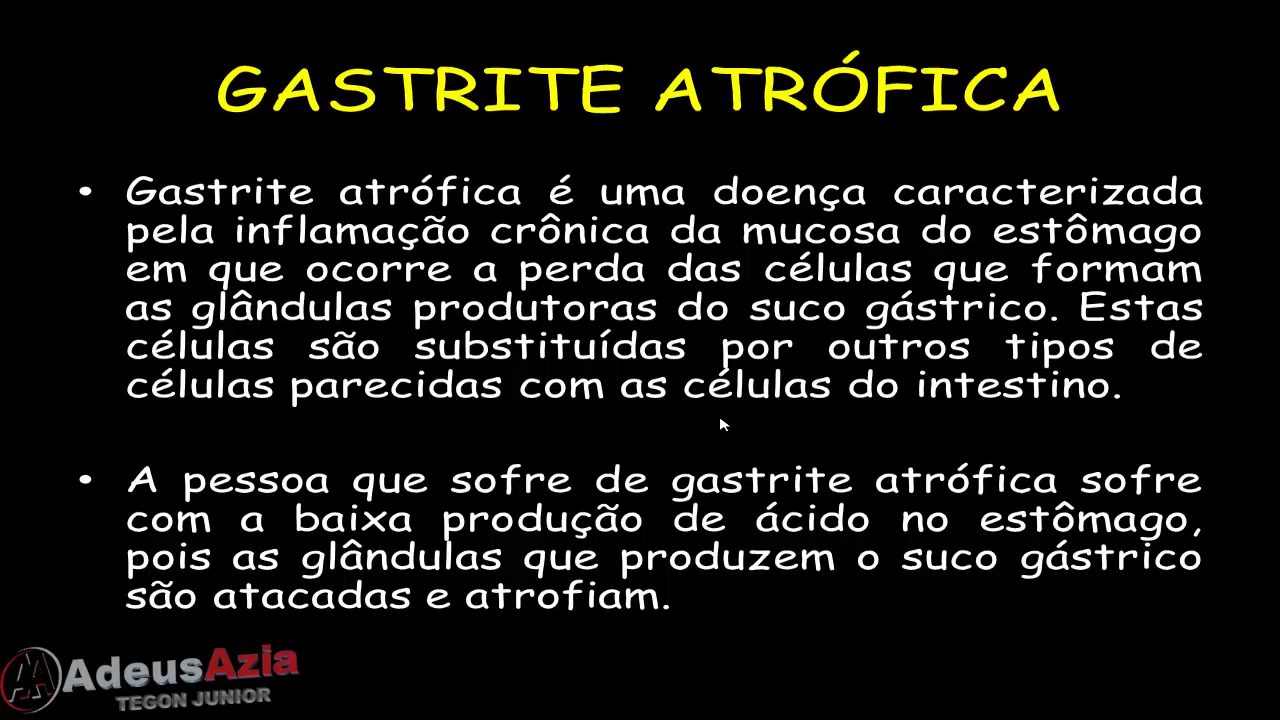 GASTRITE ATRÓFICA
• Gastrite atrófica é uma doença caracterizada
pela inflamação crônica da mucosa do estômago
em que ocorre a perda das células que formam
as glândulas produtoras do suco gástrico. Estas
células são substituídas por outros tipos de
células parecidas com as células do intestino.
• A pessoa que sofre de gastrite atrófica sofre
com a baixa produção de ácido no estômago,
pois as glândulas que produzem o suco gástrico
são atacadas e atrofiam.
AdeusAzia
TEGON JUNIOR